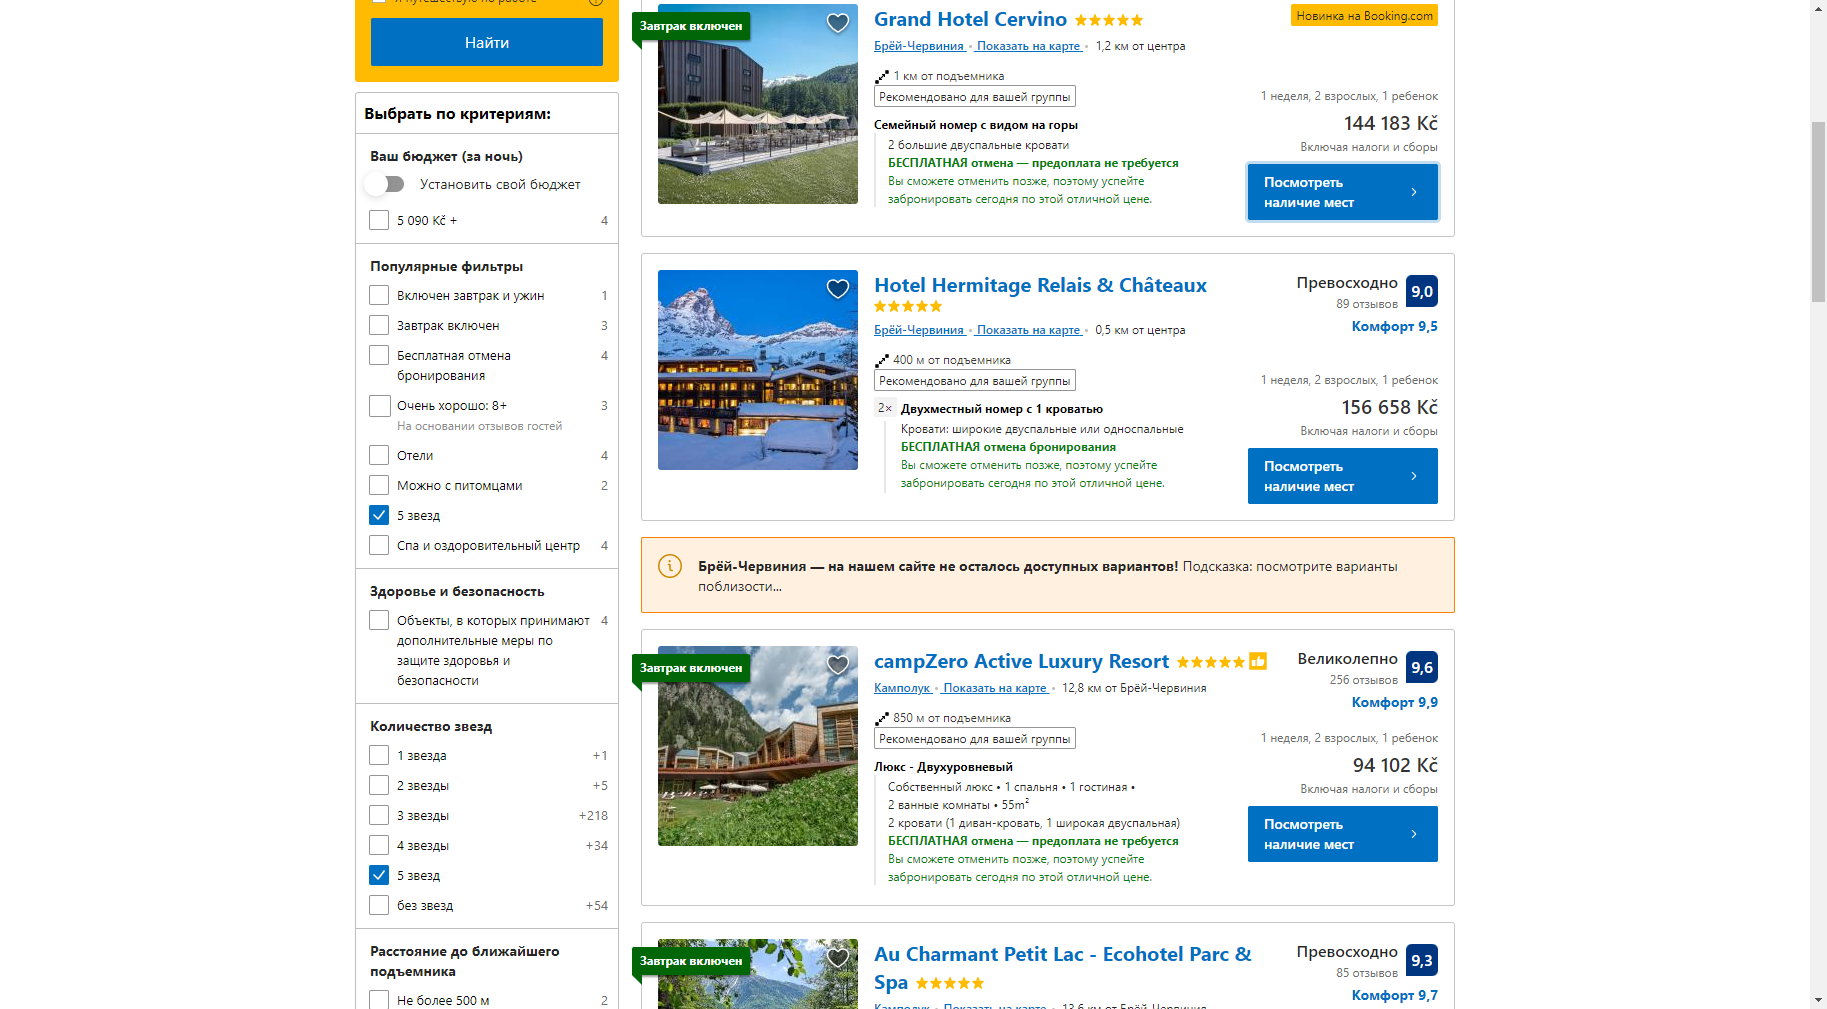 Найти
Выбрать по критериям:
Ваш бюджет (за ночь)
Установить свой бюджет
5 090 Kč +
4
Популярные фильтры
Включен завтрак и ужин
1
Завтрак включен
3
Бесплатная отмена
бронирования
4
Очень хорошо: 8+
3
На основании отзывов гостей
Отели
4
Можно с питомцами
2
5 звезд
Спа и оздоровительный центр
4
Здоровье и безопасность
Объекты, в которых принимают
дополнительные меры по
защите здоровья и
безопасности
4
Количество звезд
1 звезда
+1
2 звезды
+5
3 звезды
+218
4 звезды
+34
5 звезд
без звезд
+54
Расстояние до ближайшего
подъемника
Не более 500 м
2
Завтрак включен
Grand Hotel Cervino
Новинка на Booking.com
Брёй-Червиния • Показать на карте • 1,2 км от центра
1 км от подъемника
Рекомендовано для вашей группы
Семейный номер с видом на горы
2 большие двуспальные кровати
БЕСПЛАТНАЯ отмена — предоплата не требуется
Вы сможете отменить позже, поэтому успейте
забронировать сегодня по этой отличной цене.
1 неделя, 2 взрослых, 1 ребенок
144 183 Kč
Включая налоги и сборы
Посмотреть
наличие мест
Hotel Hermitage Relais & Châteaux
Превосходно
89 отзывов
9,0
Комфорт 9,5
Брёй-Червиния • Показать на карте • 0,5 км от центра
400 м от подъемника
Рекомендовано для вашей группы
2× Двухместный номер с 1 кроватью
Кровати: широкие двуспальные или односпальные
БЕСПЛАТНАЯ отмена бронирования
Вы сможете отменить позже, поэтому успейте
забронировать сегодня по этой отличной цене.
1 неделя, 2 взрослых, 1 ребенок
156 658 Kč
Включая налоги и сборы
Посмотреть
наличие мест
Брёй-Червиния — на нашем сайте не осталось доступных вариантов! Подсказка: посмотрите варианты
поблизости...
Завтрак включен
campZero Active Luxury Resort
Великолепно
256 отзывов
9,6
Комфорт 9,9
Камполук • Показать на карте • 12,8 км от Брёй-Червиния
850 м от подъемника
Рекомендовано для вашей группы
Люкс - Двухуровневый
Собственный люкс • 1 спальня • 1 гостиная •
2 ванные комнаты • 55m²
2 кровати (1 диван-кровать, 1 широкая двуспальная)
БЕСПЛАТНАЯ отмена — предоплата не требуется
Вы сможете отменить позже, поэтому успейте
забронировать сегодня по этой отличной цене.
1 неделя, 2 взрослых, 1 ребенок
94 102 Kč
Включая налоги и сборы
Посмотреть
наличие мест
Завтрак включен
Au Charmant Petit Lac - Ecohotel Parc &
Spa
Превосходно
85 отзывов
9,3
Комфорт 9,7
Камполук • Показать на карте • 13,6 км от Брёй-Червиния